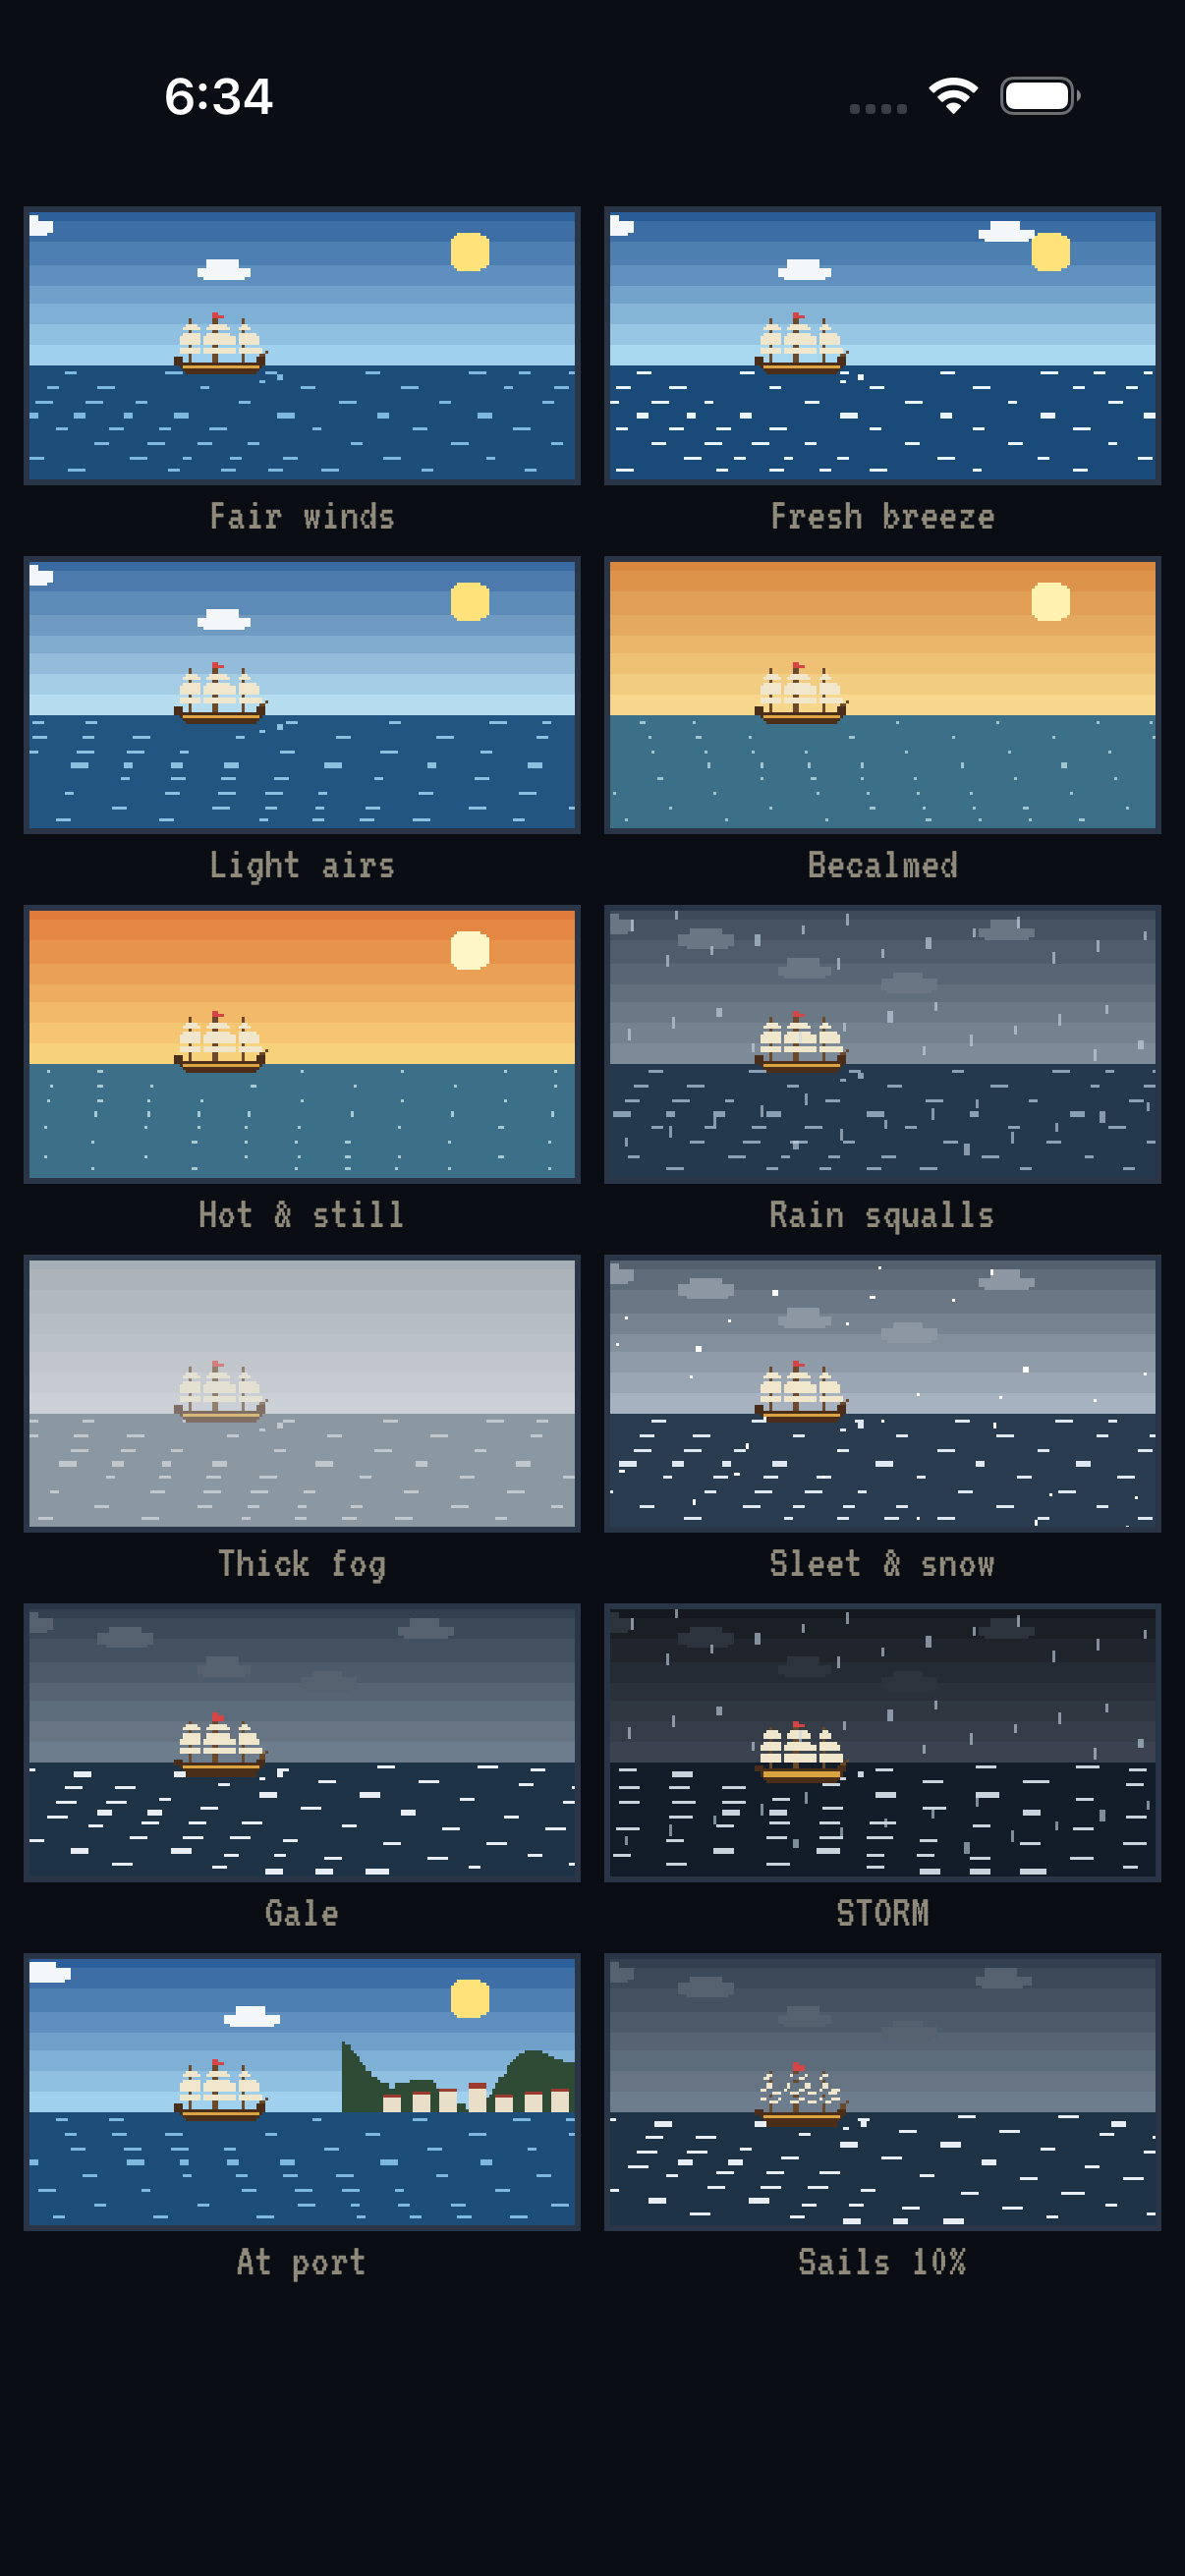 6:34
Fair winds
Fresh breeze
Light airs
Becalmed
Hot & still
Rain squalls
Thick fog
Sleet & snow
Gale
STORM
At port
Sails 10%